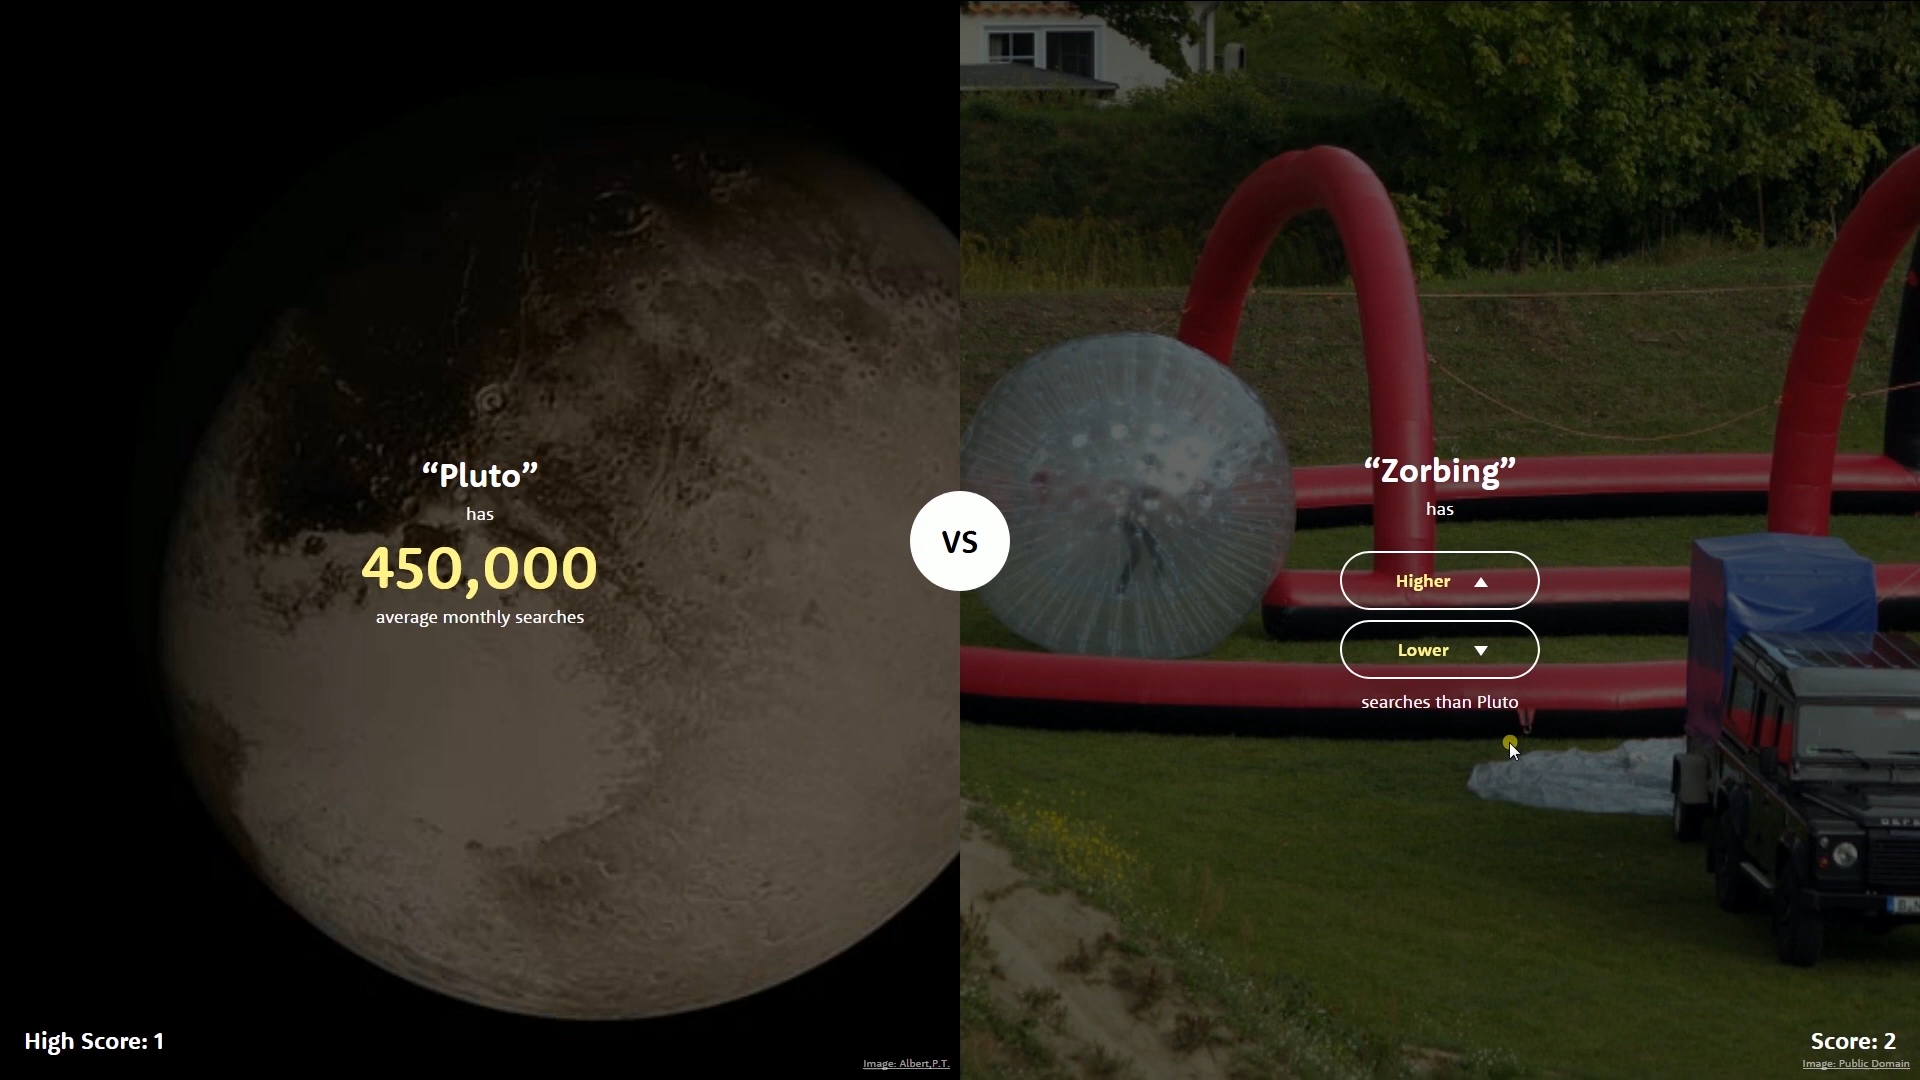 “Pluto”
has
450,000
average monthly searches
VS
“Zorbing”
has
Higher
Lower
searches than Pluto
High Score: 1
Image: Albert,P.T.
Score: 2
Image: Public Domain